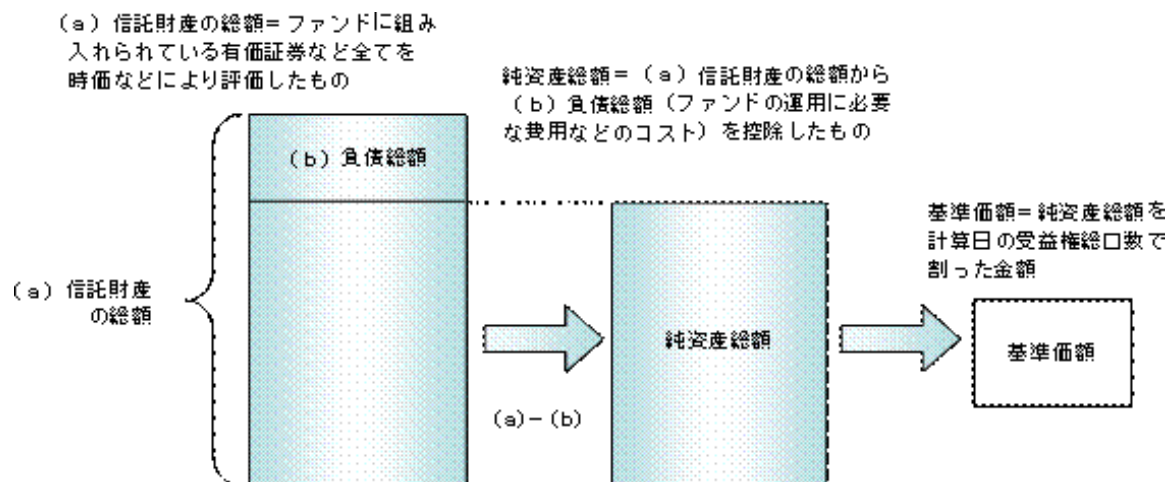 (a) 信託財産の総額=ファンドに組み
入れられている有価証券など全てを
時価などにより評価したもの
純資産総額=(a)信託財産の総額から
(b)負債総額(ファンドの運用に必要
な費用などのコスト)を控除したもの
(b)負債総額
基準価額=純資産総額を
計算日の受益権総口数で
割った金額
(a) 信託財産
の総額
純資産総額
基準価額
(a)-(b)